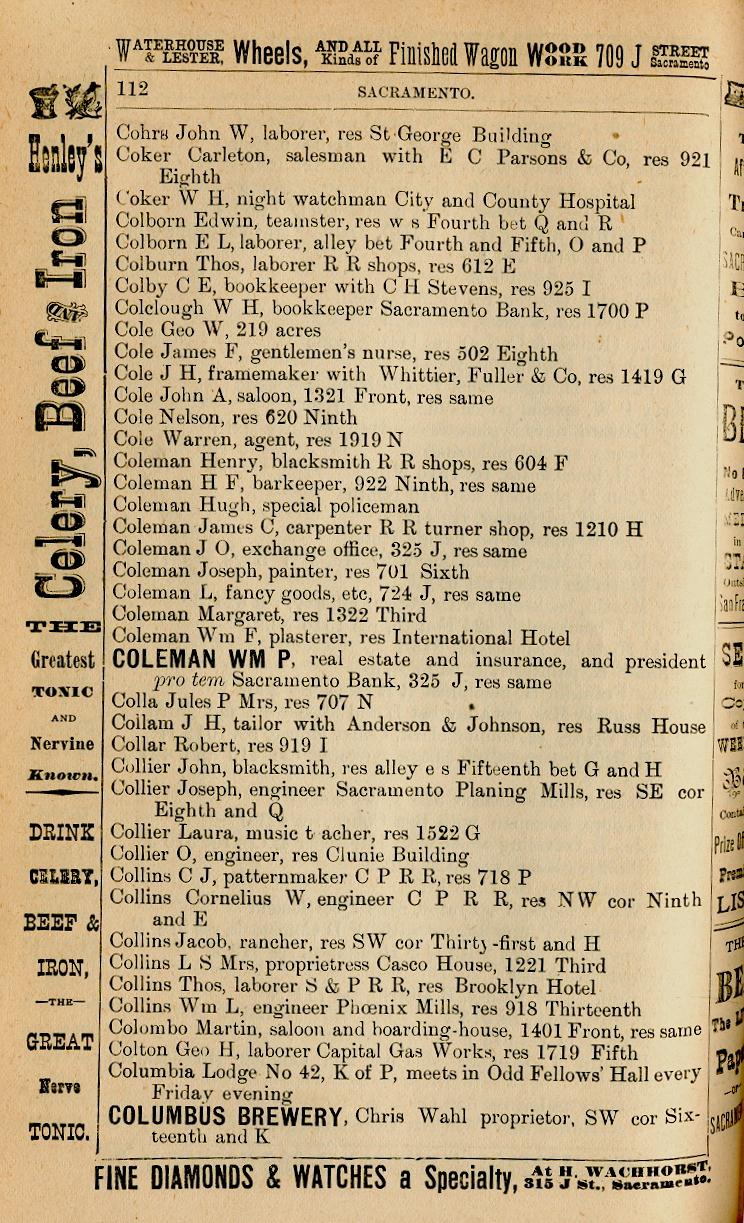 WATERHOUSE & LESTER, Wheels, AND ALL Kinds of Finished Wagon WOOD WORK 709 J STREET Sacramento
112 SACRAMENTO.
Cohrs John W, laborer, res St George Building
Coker Carleton, salesman with E C Parsons & Co, res 921
Eighth
Coker W H, night watchman City and County Hospital
Colborn Edwin, teamster, res w s Fourth bet Q and R
Colborn E L, laborer, alley bet Fourth and Fifth, O and P
Colburn Thos, laborer R R shops, res 612 E
Colby C E, bookkeeper with C H Stevens, res 925 I
Colclough W H, bookkeeper Sacramento Bank, res 1700 P
Cole Geo W, 219 acres
Cole James F, gentlemen's nurse, res 502 Eighth
Cole J H, framemaker with Whittier, Fuller & Co, res 1419 G
Cole John A, saloon, 1321 Front, res same
Cole Nelson, res 620 Ninth
Cole Warren, agent, res 1919 N
Coleman Henry, blacksmith R R shops, res 604 F
Coleman H F, barkeeper, 922 Ninth, res same
Coleman Hugh, special policeman
Coleman James C, carpenter R R turner shop, res 1210 H
Coleman J O, exchange office, 325 J, res same
Coleman Joseph, painter, res 701 Sixth
Coleman L, fancy goods, etc, 724 J, res same
Coleman Margaret, res 1322 Third
Coleman Wm F, plasterer, res International Hotel
COLEMAN WM P, real estate and insurance, and president
pro tem Sacramento Bank, 325 J, res same
Colla Jules P Mrs, res 707 N
Collam J H, tailor with Anderson & Johnson, res Russ House
Collar Robert, res 919 I
Collier John, blacksmith, res alley e s Fifteenth bet G and H
Collier Joseph, engineer Sacramento Planing Mills, res SE cor
Eighth and Q
Collier Laura, music t acher, res 1522 G
Collier O, engineer, res Clunie Building
Collins C J, patternmaker C P R R, res 718 P
Collins Cornelius W, engineer C P R R, res NW cor Ninth
and E
Collins Jacob, rancher, res SW cor Thirty-first and H
Collins L S Mrs, proprietress Casco House, 1221 Third
Collins Thos, laborer S & P R R, res Brooklyn Hotel
Collins Wm L, engineer Phœnix Mills, res 918 Thirteenth
Colombo Martin, saloon and boarding-house, 1401 Front, res same
Colton Geo H, laborer Capital Gas Works, res 1719 Fifth
Columbia Lodge No 42, K of P, meets in Odd Fellows' Hall every
Friday evening
COLUMBUS BREWERY, Chris Wahl proprietor, SW cor Six-
teenth and K
FINE DIAMONDS & WATCHES a Specialty, At H. WACHHORST, 315 J St., Sacramento.
Henley's
Celery, Beef & Iron
THE
Greatest
TONIC
AND
Nervine
Known.
DRINK
CELERY,
BEEF &
IRON,
—THE—
GREAT
Nerve
TONIC.